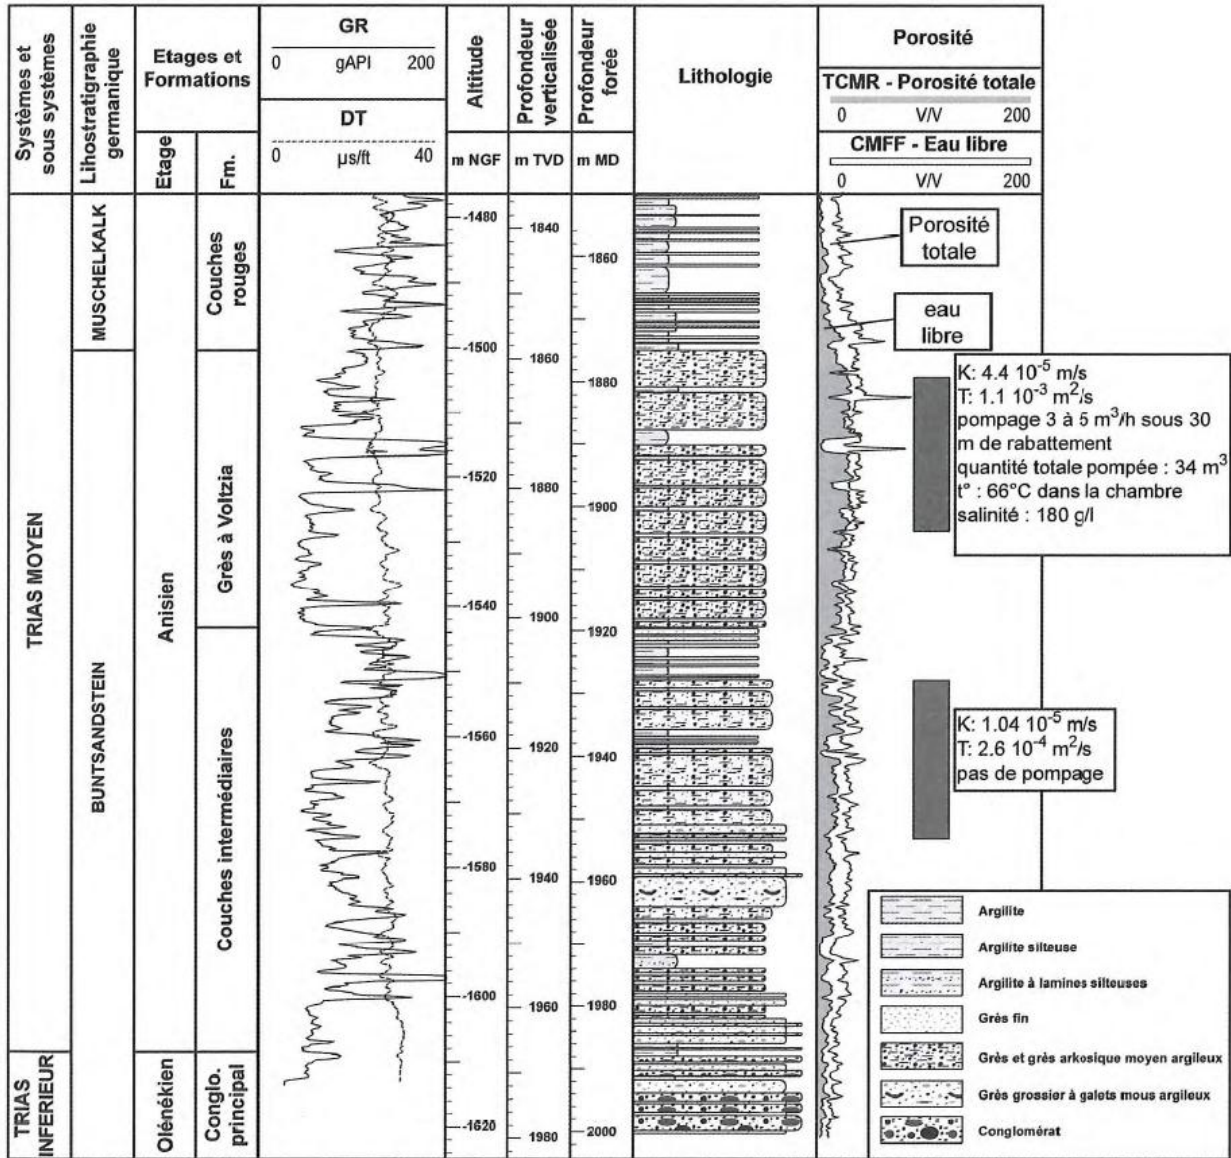 Systèmes et
sous systèmes
Lihostratigraphie
germanique
Etages et
Formations
Etage
Fm.
GR
0 gAPI 200
DT
0 µs/ft 40
Altitude
m NGF
Profondeur
verticalisée
m TVD
Profondeur
forée
m MD
Lithologie
Porosité
TCMR - Porosité totale
0 V/V 200
CMFF - Eau libre
0 V/V 200
TRIAS MOYEN
TRIAS
INFERIEUR
MUSCHELKALK
BUNTSANDSTEIN
Anisien
Olénékien
Couches
rouges
Grès à Voltzia
Couches intermédiaires
Conglo.
principal
-1480
-1500
-1520
-1540
-1560
-1580
-1600
-1620
1840
1860
1880
1900
1920
1940
1960
1980
1860
1880
1900
1920
1940
1960
1980
2000
Porosité
totale
eau
libre
K: 4.4 10-5 m/s
T: 1.1 10-3 m2/s
pompage 3 à 5 m3/h sous 30
m de rabattement
quantité totale pompée : 34 m3
t° : 66°C dans la chambre
salinité : 180 g/l
K: 1.04 10-5 m/s
T: 2.6 10-4 m2/s
pas de pompage
Argilite
Argilite silteuse
Argilite à lamines silteuses
Grès fin
Grès et grès arkosique moyen argileux
Grès grossier à galets mous argileux
Conglomérat